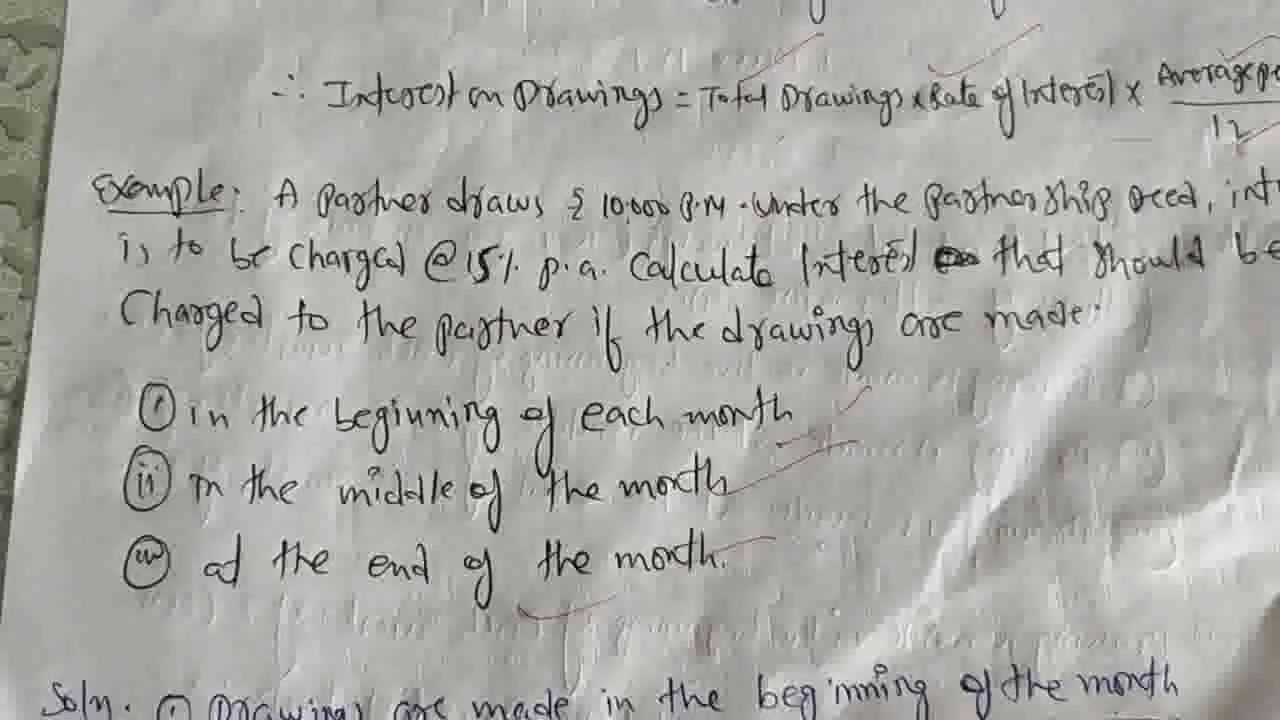 ∴ Interest on Drawings = Total Drawings x Rate of Interest x Average
12
Example: A Partner draws ₹ 10,000 P.M. Under the Partnership Deed,
is to be Charged @ 15% p.a. Calculate Interest that should be
Charged to the partner if the drawings are made:
(i) in the beginning of each month
(ii) in the middle of the month
(iii) at the end of the month.
Soln. (i) Drawings are made in the beginning of the month